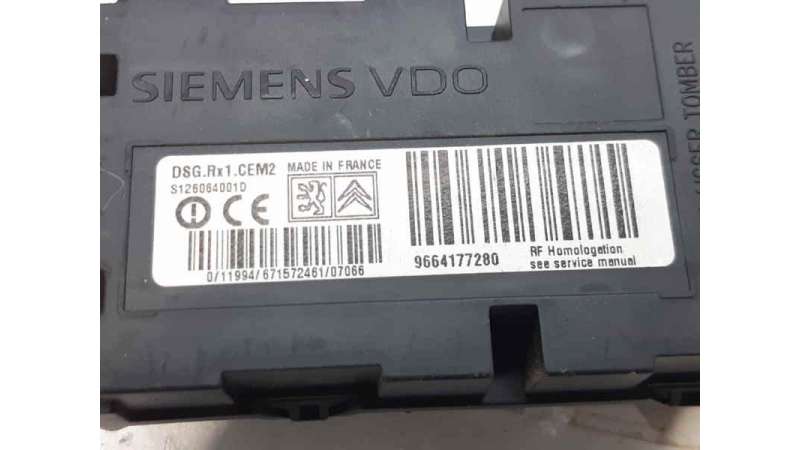 SIEMENS VDO
DSG.Rx1.CEM2 MADE IN FRANCE
S126064001D
CE
0/11994/671572461/07066
9664177280
RF Homologation
see service manual
TOMBER